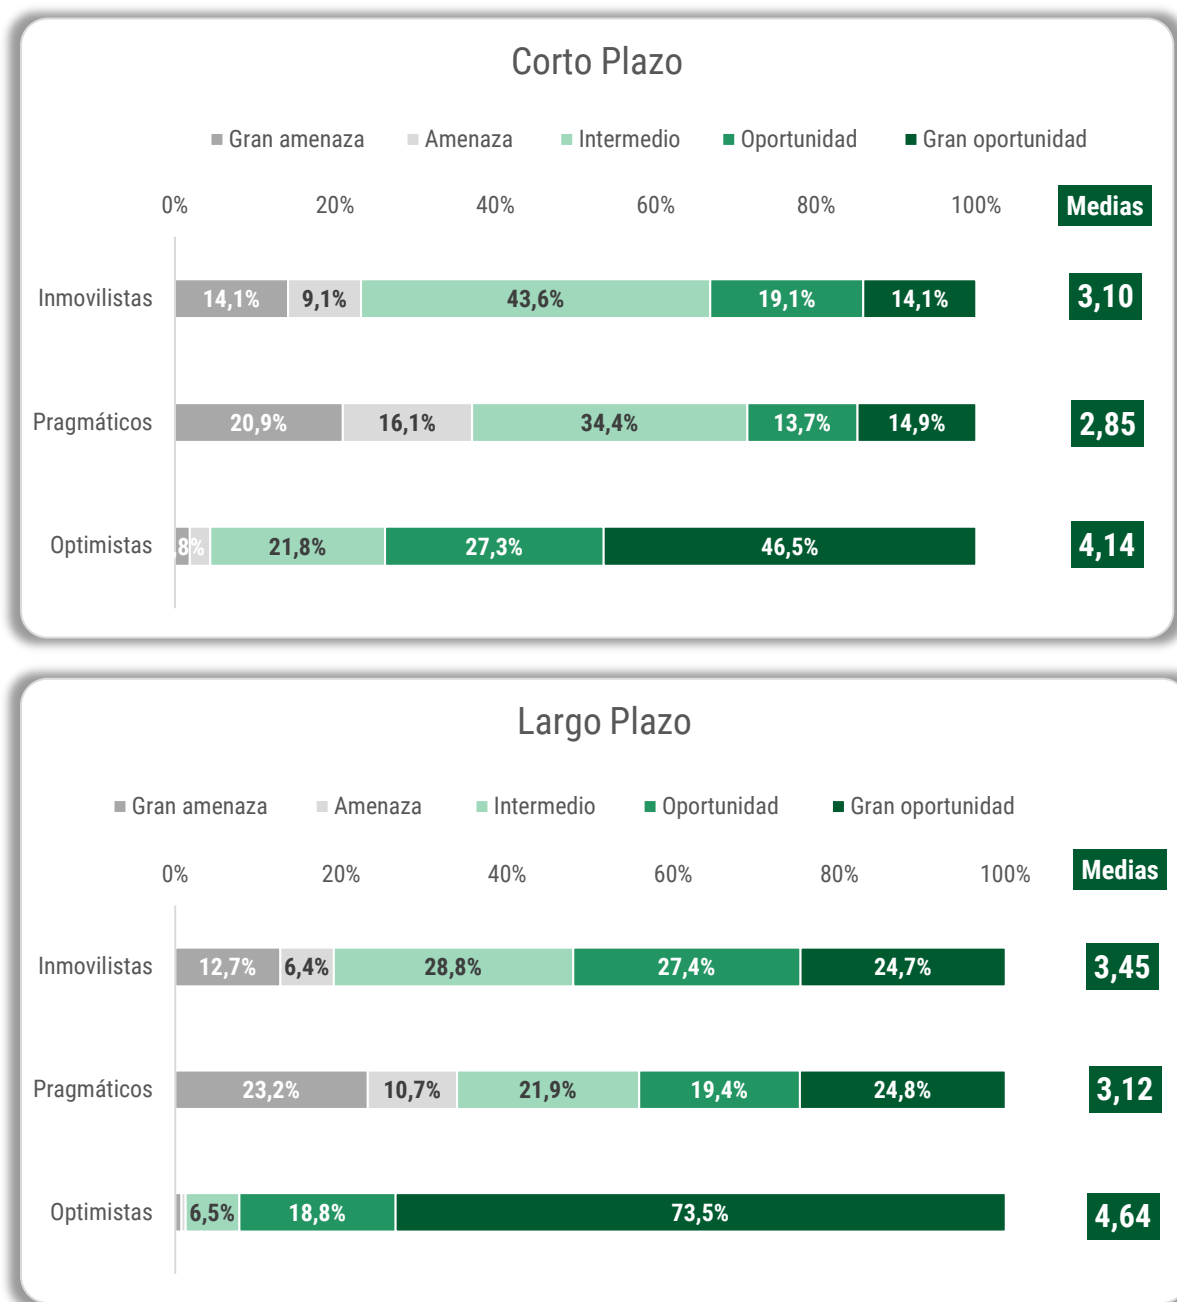 Corto Plazo
Gran amenaza Amenaza Intermedio Oportunidad Gran oportunidad
0% 20% 40% 60% 80% 100% Medias
Inmovilistas 14,1% 9,1% 43,6% 19,1% 14,1% 3,10
Pragmáticos 20,9% 16,1% 34,4% 13,7% 14,9% 2,85
Optimistas 21,8% 27,3% 46,5% 4,14
Largo Plazo
Gran amenaza Amenaza Intermedio Oportunidad Gran oportunidad
0% 20% 40% 60% 80% 100% Medias
Inmovilistas 12,7% 6,4% 28,8% 27,4% 24,7% 3,45
Pragmáticos 23,2% 10,7% 21,9% 19,4% 24,8% 3,12
Optimistas 6,5% 18,8% 73,5% 4,64